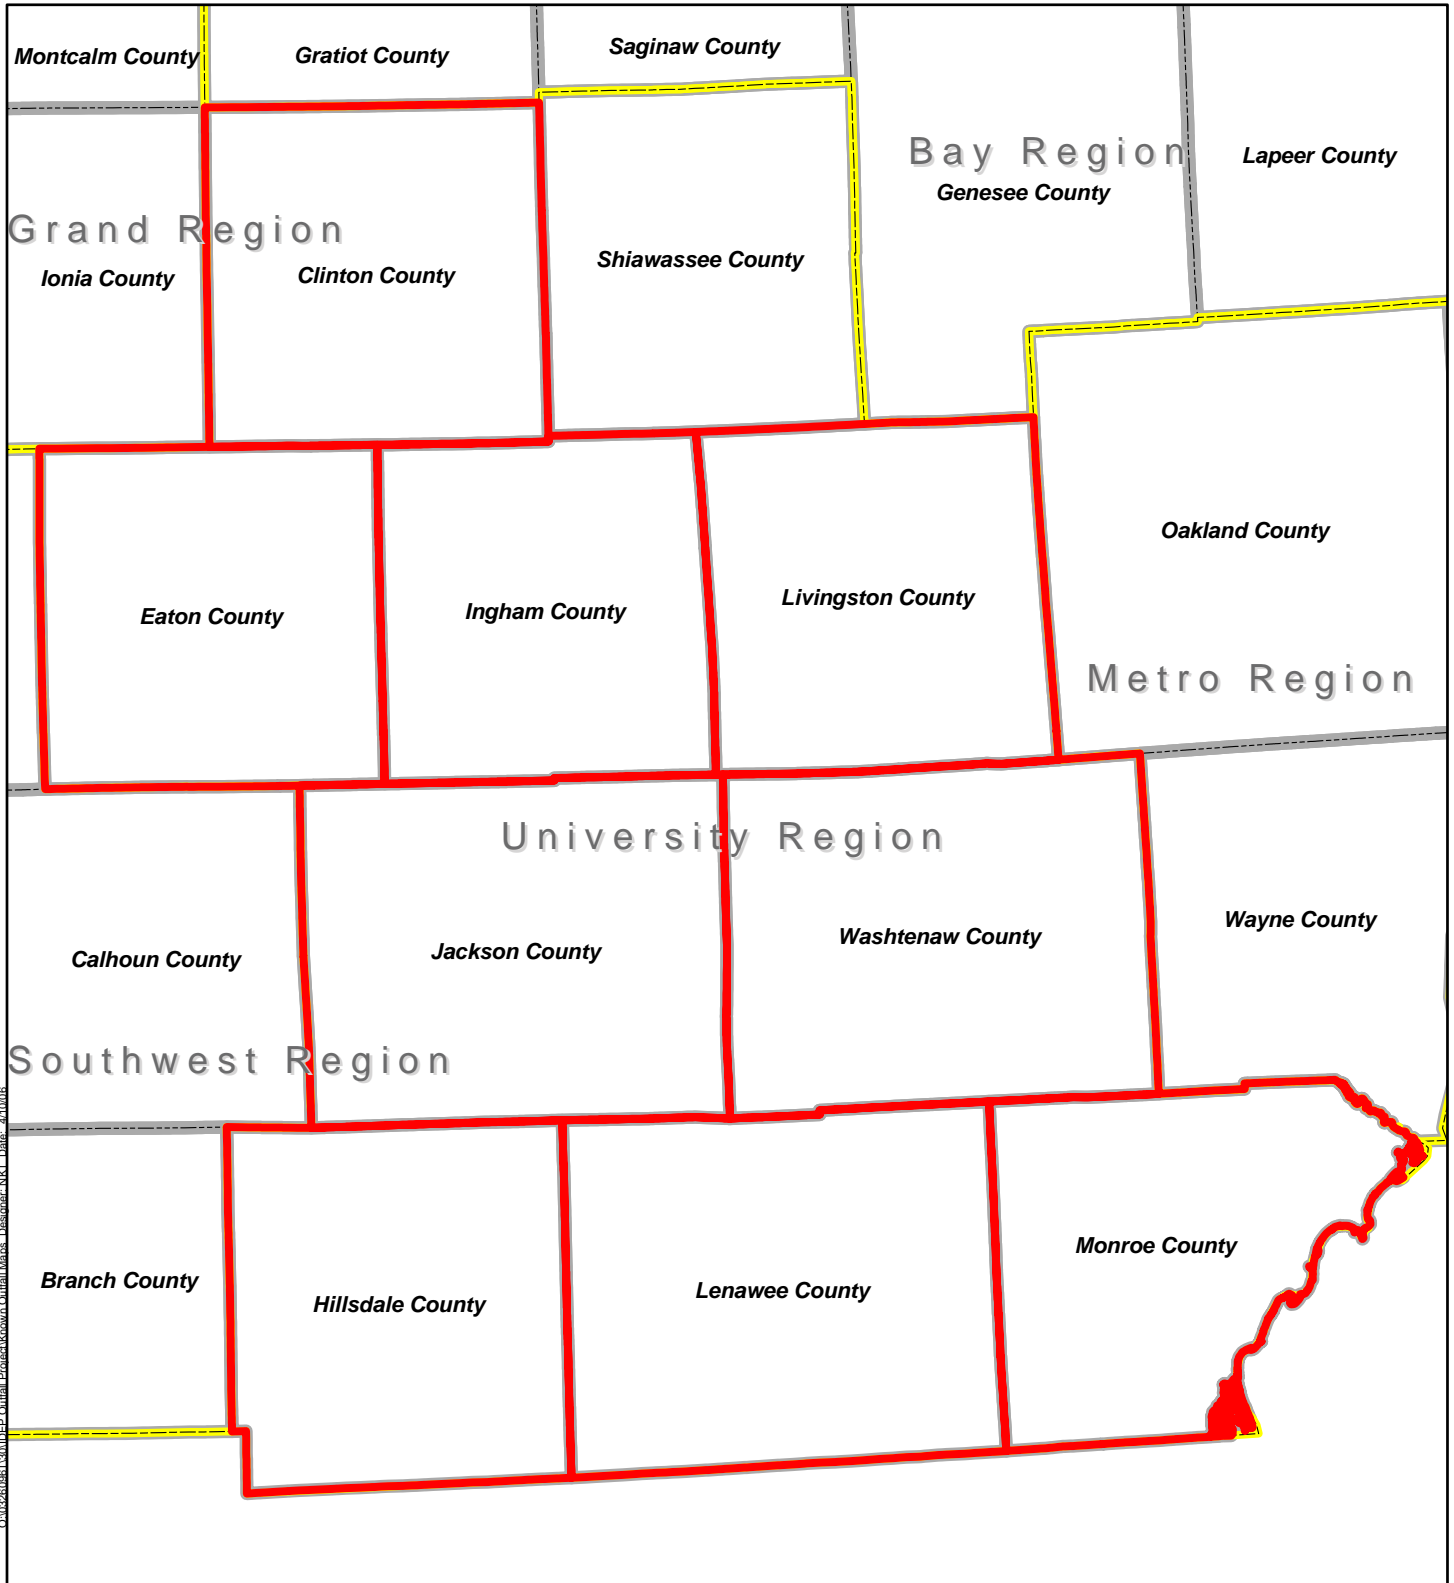 Montcalm County
Gratiot County
Saginaw County
Bay Region
Lapeer County
Genesee County
Grand Region
Ionia County
Clinton County
Shiawassee County
Oakland County
Eaton County
Ingham County
Livingston County
Metro Region
University Region
Calhoun County
Jackson County
Washtenaw County
Wayne County
Southwest Region
Branch County
Hillsdale County
Lenawee County
Monroe County